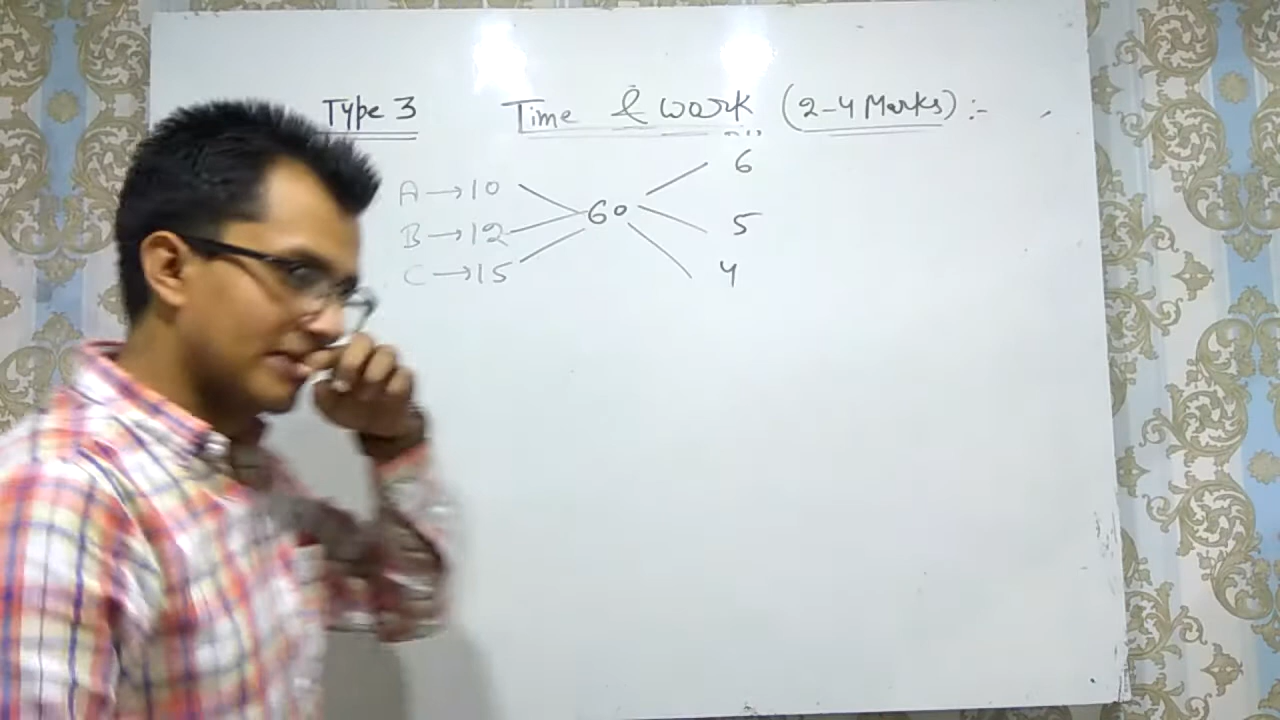 Type 3 Time & work (2-4 Marks) :-
A → 10
B → 12
C → 15
60
6
5
4